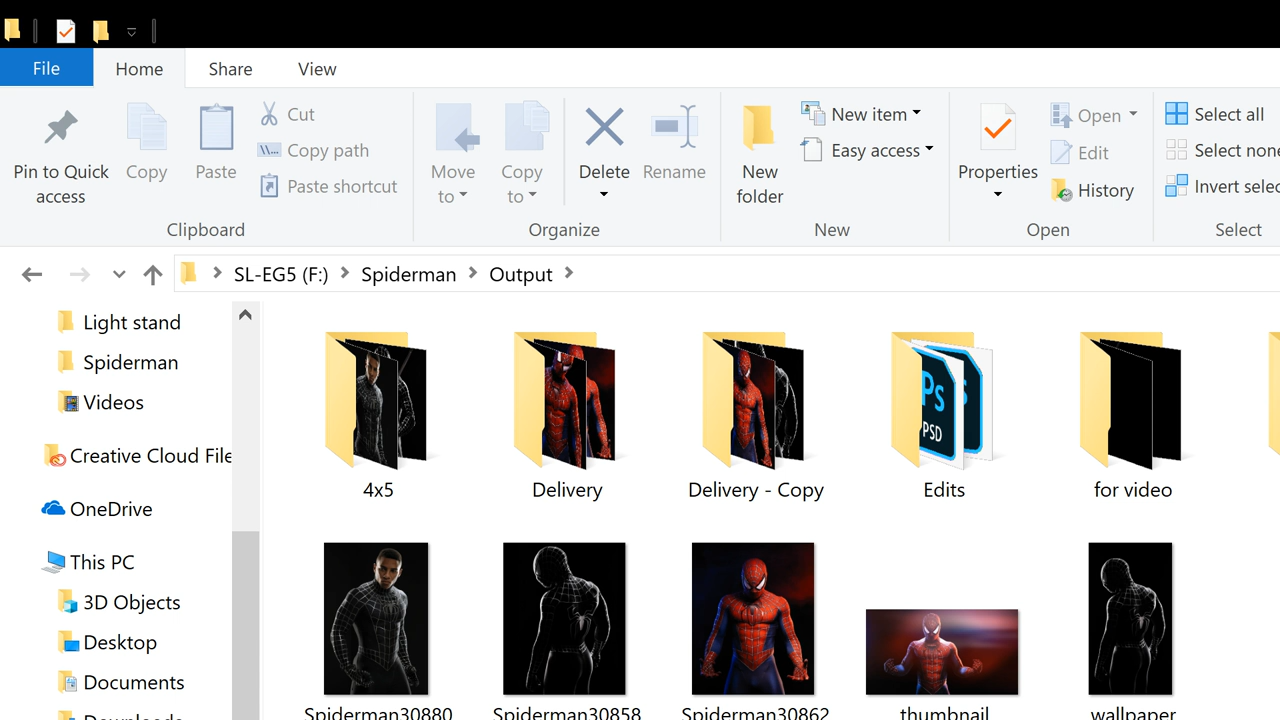 File Home Share View
Pin to Quick access
Copy
Paste
Cut
Copy path
Paste shortcut
Clipboard
Move to
Copy to
Delete
Rename
Organize
New folder
New item
Easy access
New
Properties
Open
Edit
History
Open
Select all
Select none
Invert selec
Select
SL-EG5 (F:) Spiderman Output
Light stand
Spiderman
Videos
Creative Cloud File
OneDrive
This PC
3D Objects
Desktop
Documents
Downloads
4x5
Delivery
Delivery - Copy
Edits
for video
Ps
PSD
Spiderman30880
Spiderman30858
Spiderman30862
thumbnail
wallpaper